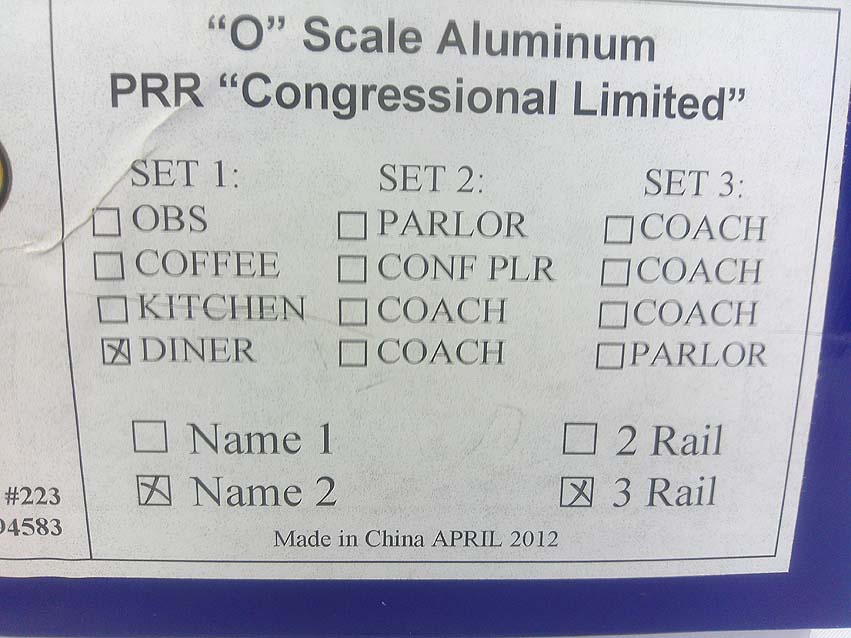 "O" Scale Aluminum
PRR "Congressional Limited"
SET 1: SET 2: SET 3:
☐ OBS ☐ PARLOR ☐ COACH
☐ COFFEE ☐ CONF PLR ☐ COACH
☐ KITCHEN ☐ COACH ☐ COACH
☒ DINER ☐ COACH ☐ PARLOR
☐ Name 1 ☐ 2 Rail
☒ Name 2 ☒ 3 Rail
#223
94583
Made in China APRIL 2012